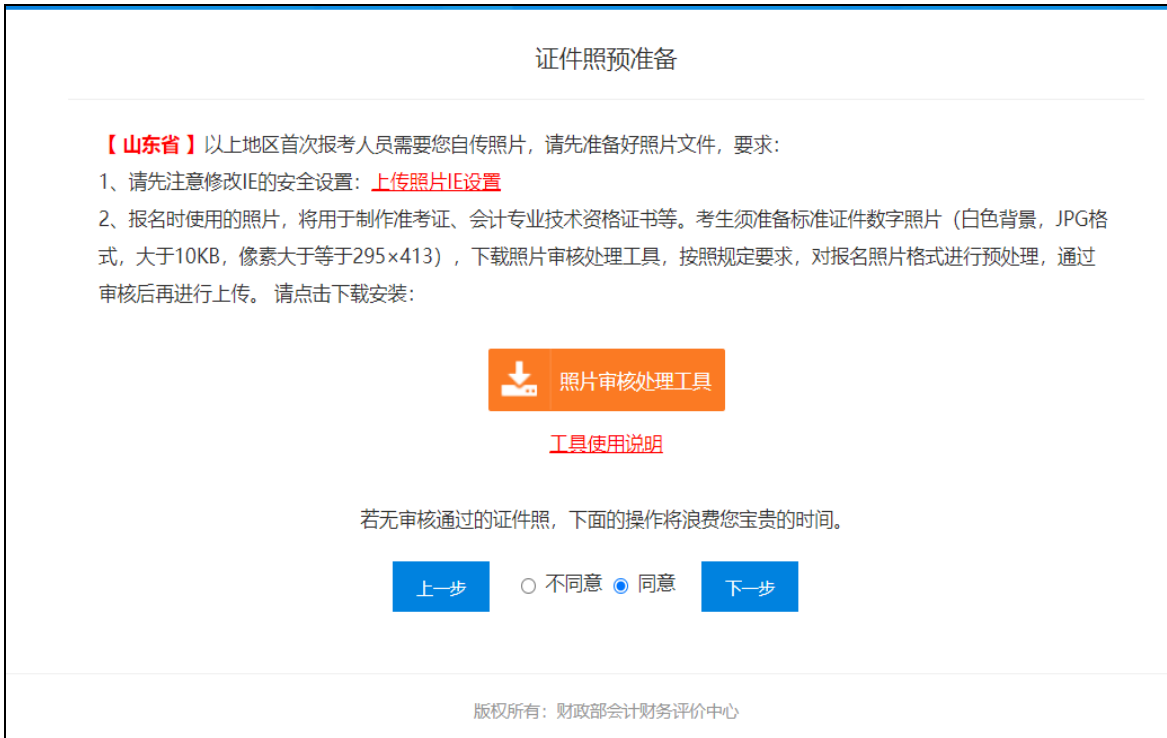 证件照预准备
【 山东省 】以上地区首次报考人员需要您自传照片，请先准备好照片文件，要求：
1、请先注意修改IE的安全设置：上传照片IE设置
2、报名时使用的照片，将用于制作准考证、会计专业技术资格证书等。考生须准备标准证件数字照片（白色背景，JPG格
式，大于10KB，像素大于等于295×413），下载照片审核处理工具，按照规定要求，对报名照片格式进行预处理，通过
审核后再进行上传。 请点击下载安装：
照片审核处理工具
工具使用说明
若无审核通过的证件照，下面的操作将浪费您宝贵的时间。
上一步 不同意 同意 下一步
版权所有：财政部会计财务评价中心